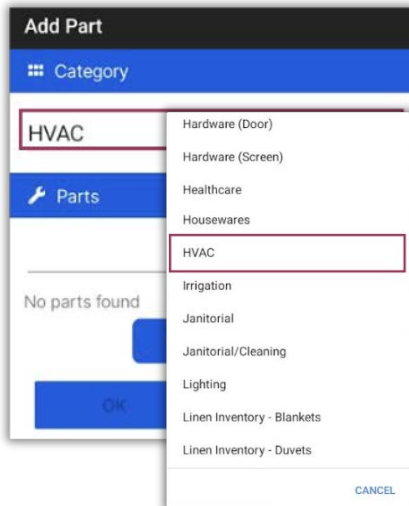 Add Part
Category
HVAC
Parts
No parts found
OK
Hardware (Door)
Hardware (Screen)
Healthcare
Housewares
HVAC
Irrigation
Janitorial
Janitorial/Cleaning
Lighting
Linen Inventory - Blankets
Linen Inventory - Duvets
CANCEL